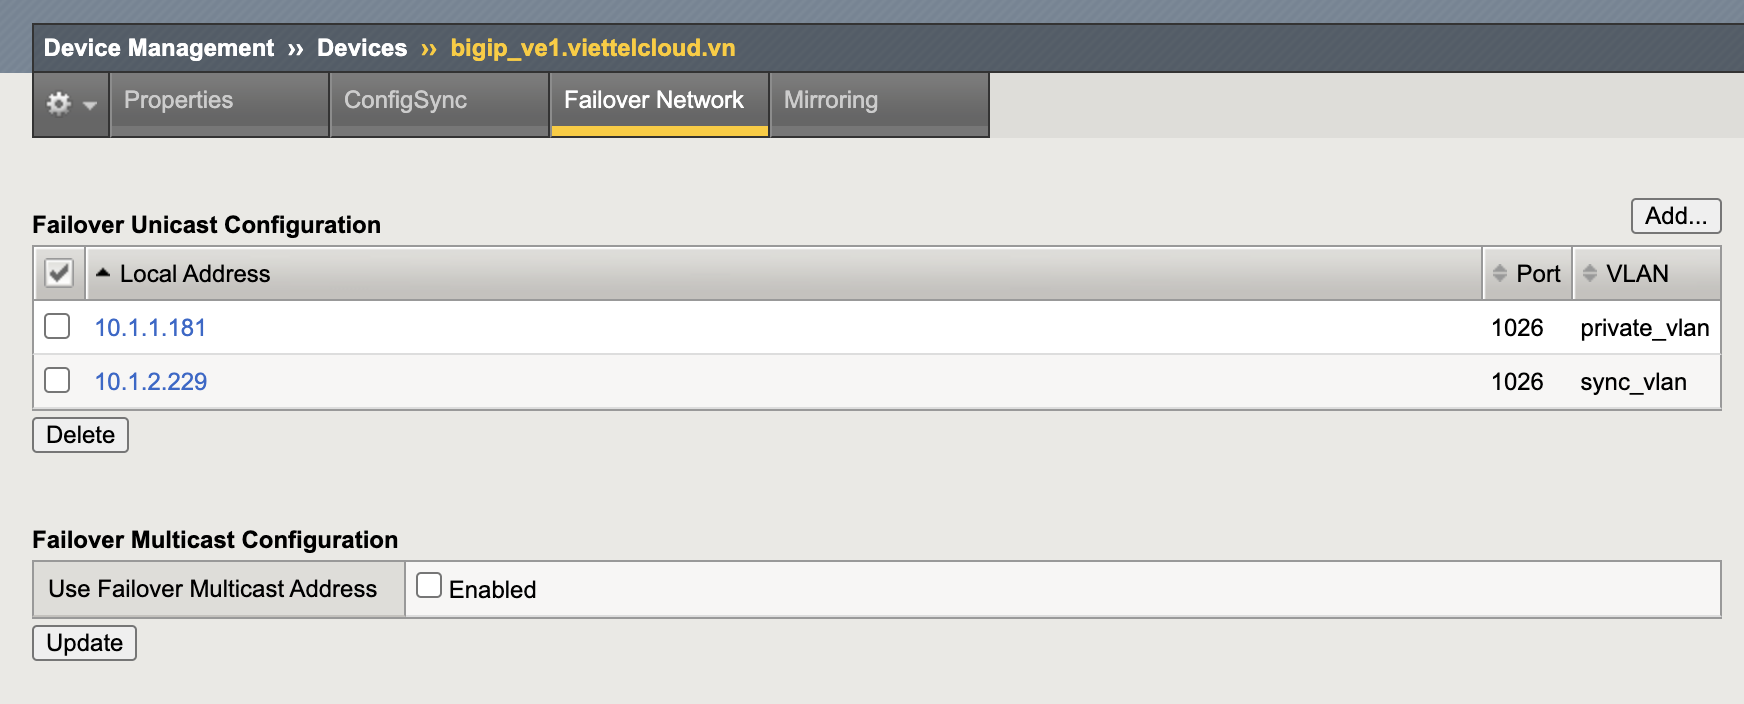 Device Management ›› Devices ›› bigip_ve1.viettelcloud.vn
Properties ConfigSync Failover Network Mirroring
Failover Unicast Configuration Add...
Local Address Port VLAN
10.1.1.181 1026 private_vlan
10.1.2.229 1026 sync_vlan
Delete
Failover Multicast Configuration
Use Failover Multicast Address Enabled
Update